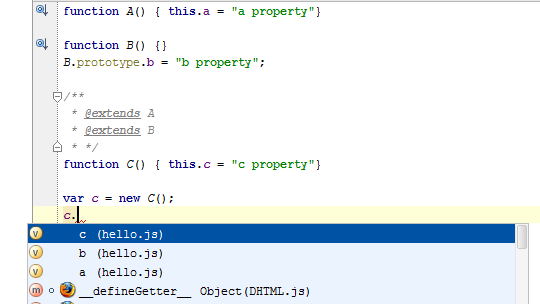 function A() { this.a = "a property"}
function B() {}
B.prototype.b = "b property";
/**
* @extends A
* @extends B
* */
function C() { this.c = "c property"}
var c = new C();
c.
v c (hello.js)
v b (hello.js)
v a (hello.js)
m __defineGetter__ Object(DHTML.js)